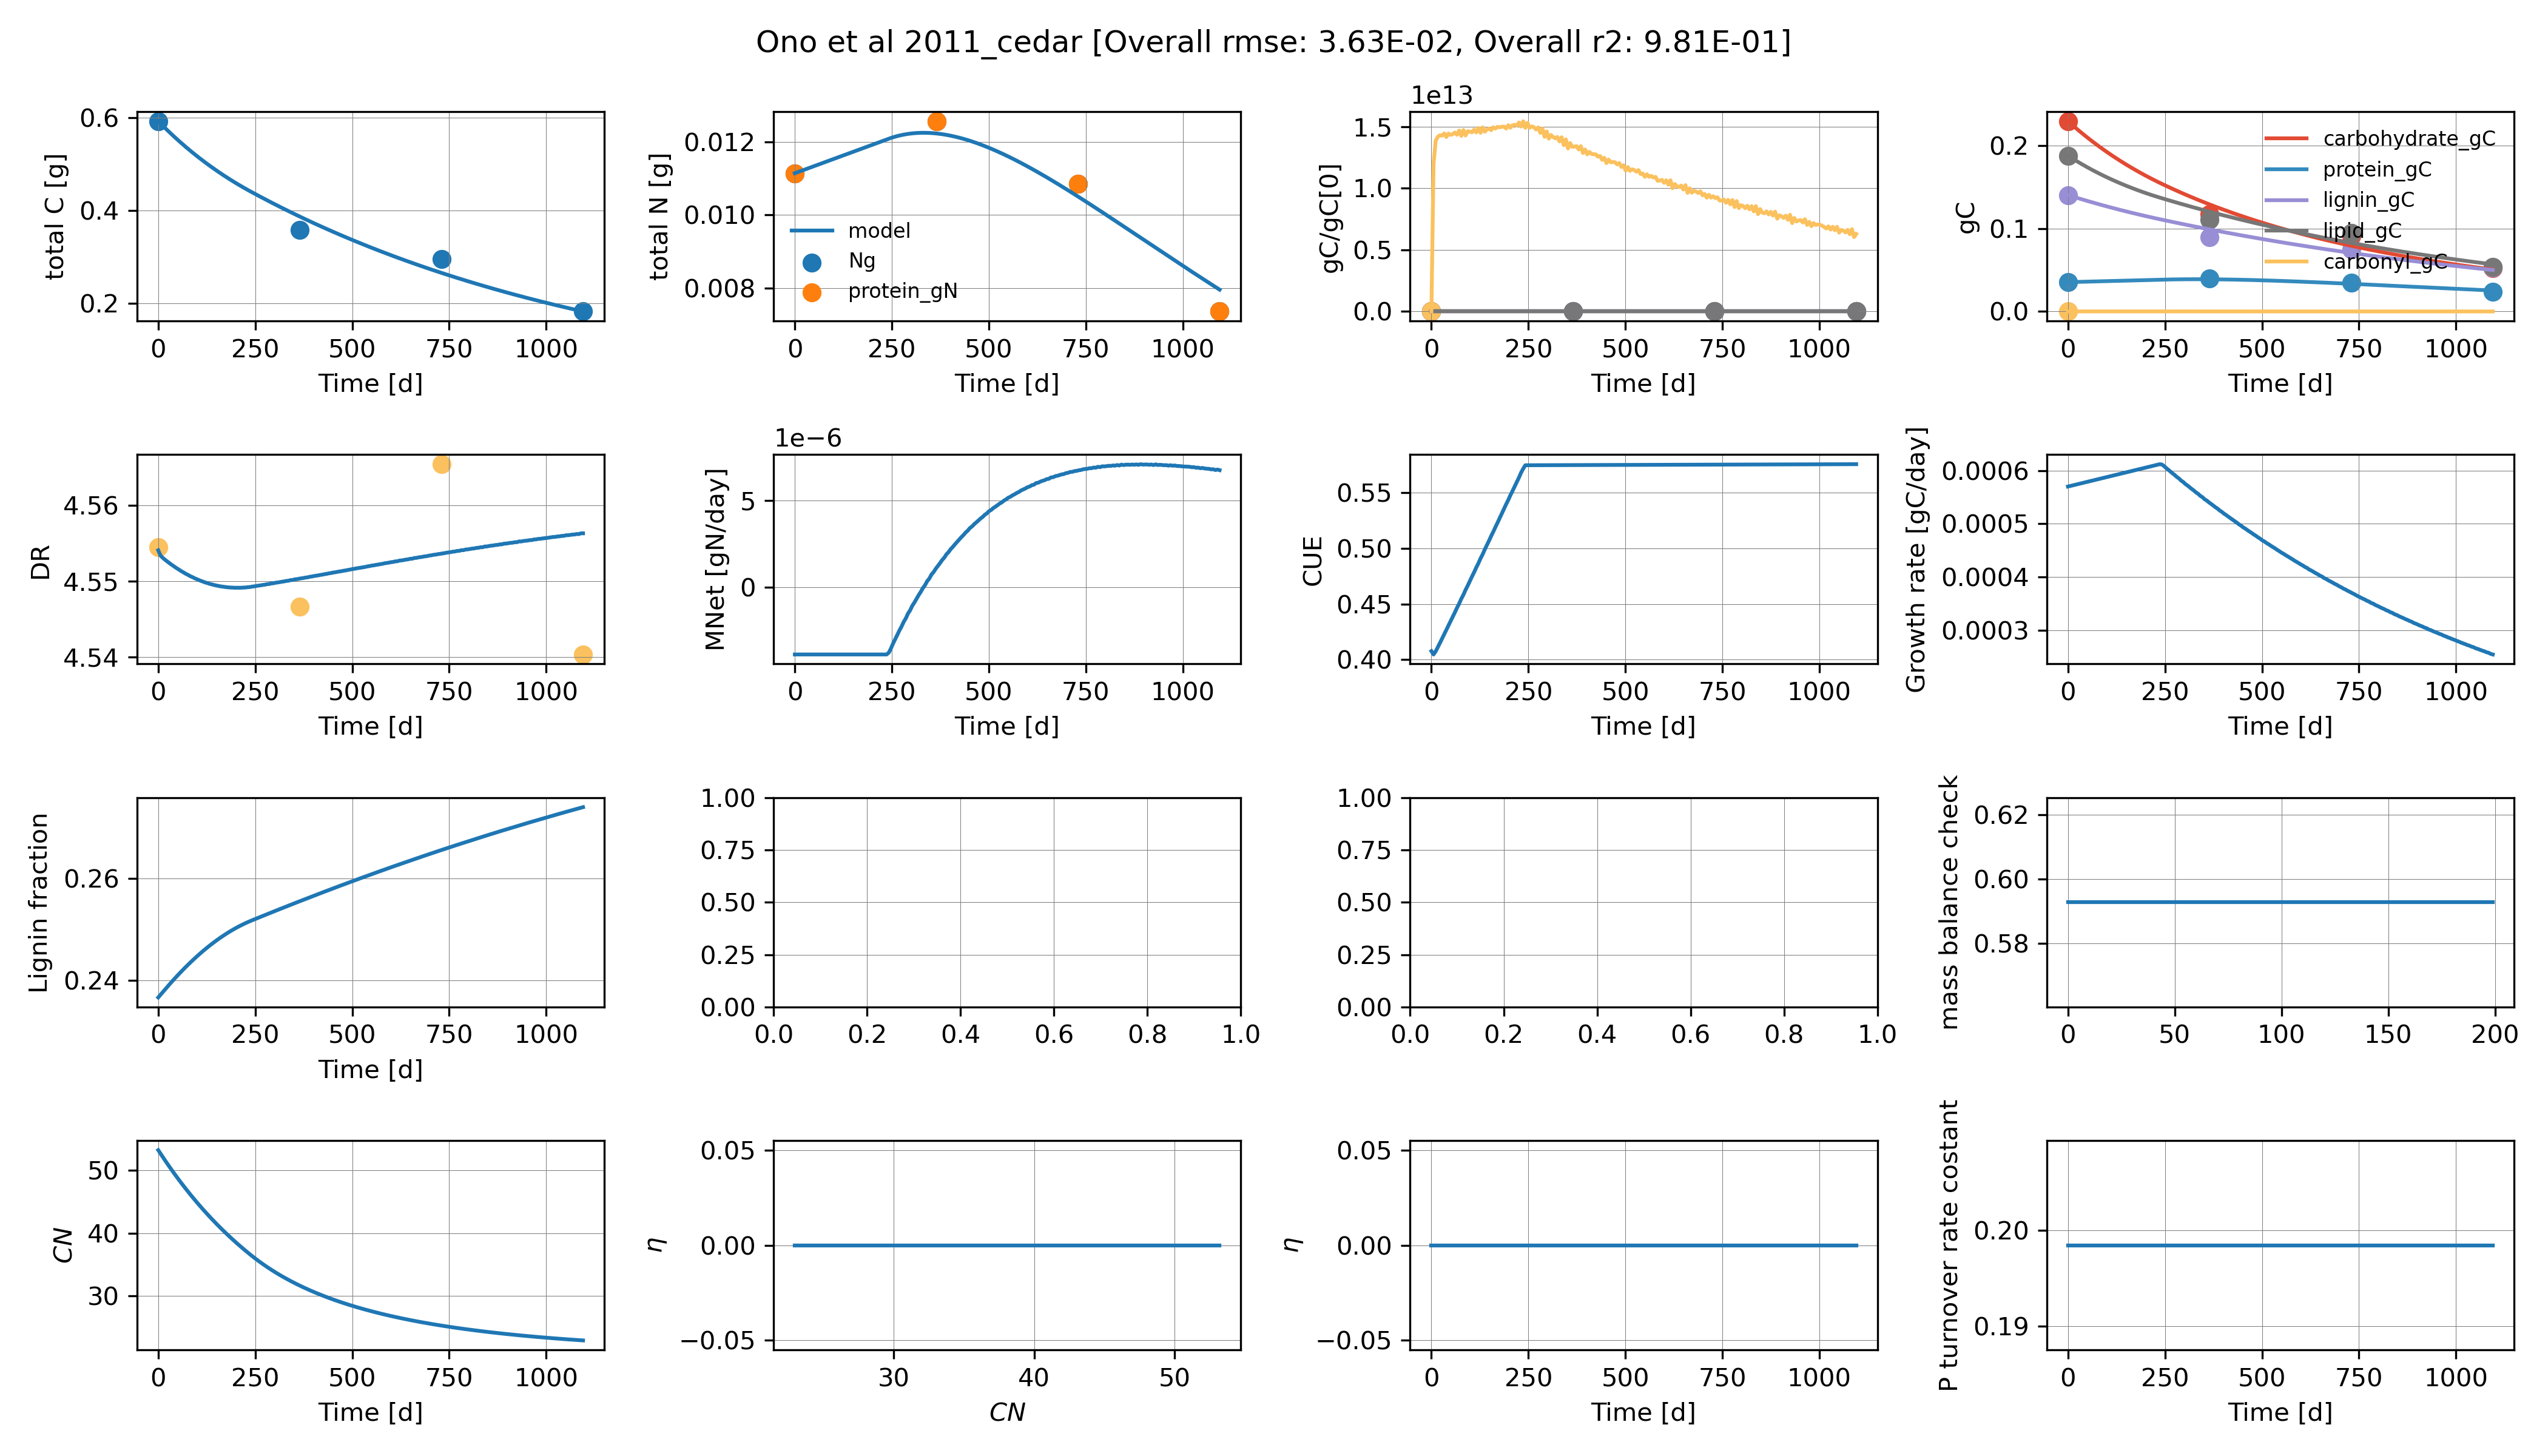 Ono et al 2011_cedar [Overall rmse: 3.63E-02, Overall r2: 9.81E-01]
total C [g]
0.6
0.4
0.2
0 250 500 750 1000
Time [d]
total N [g]
0.012
0.010
0.008
model
Ng
protein_gN
0 250 500 750 1000
Time [d]
1e13
gC/gC[0]
1.5
1.0
0.5
0.0
0 250 500 750 1000
Time [d]
gC
0.2
0.1
0.0
carbohydrate_gC
protein_gC
lignin_gC
lipid_gC
carbonyl_gC
0 250 500 750 1000
Time [d]
DR
4.56
4.55
4.54
0 250 500 750 1000
Time [d]
1e−6
MNet [gN/day]
5
0
0 250 500 750 1000
Time [d]
CUE
0.55
0.50
0.45
0.40
0 250 500 750 1000
Time [d]
Growth rate [gC/day]
0.0006
0.0005
0.0004
0.0003
0 250 500 750 1000
Time [d]
Lignin fraction
0.26
0.24
0 250 500 750 1000
Time [d]
1.00
0.75
0.50
0.25
0.00
0.0 0.2 0.4 0.6 0.8 1.0
1.00
0.75
0.50
0.25
0.00
0.0 0.2 0.4 0.6 0.8 1.0
mass balance check
0.62
0.60
0.58
0 50 100 150 200
CN
50
40
30
0 250 500 750 1000
Time [d]
η
0.05
0.00
−0.05
30 40 50
CN
η
0.05
0.00
−0.05
0 250 500 750 1000
Time [d]
P turnover rate costant
0.20
0.19
0 250 500 750 1000
Time [d]